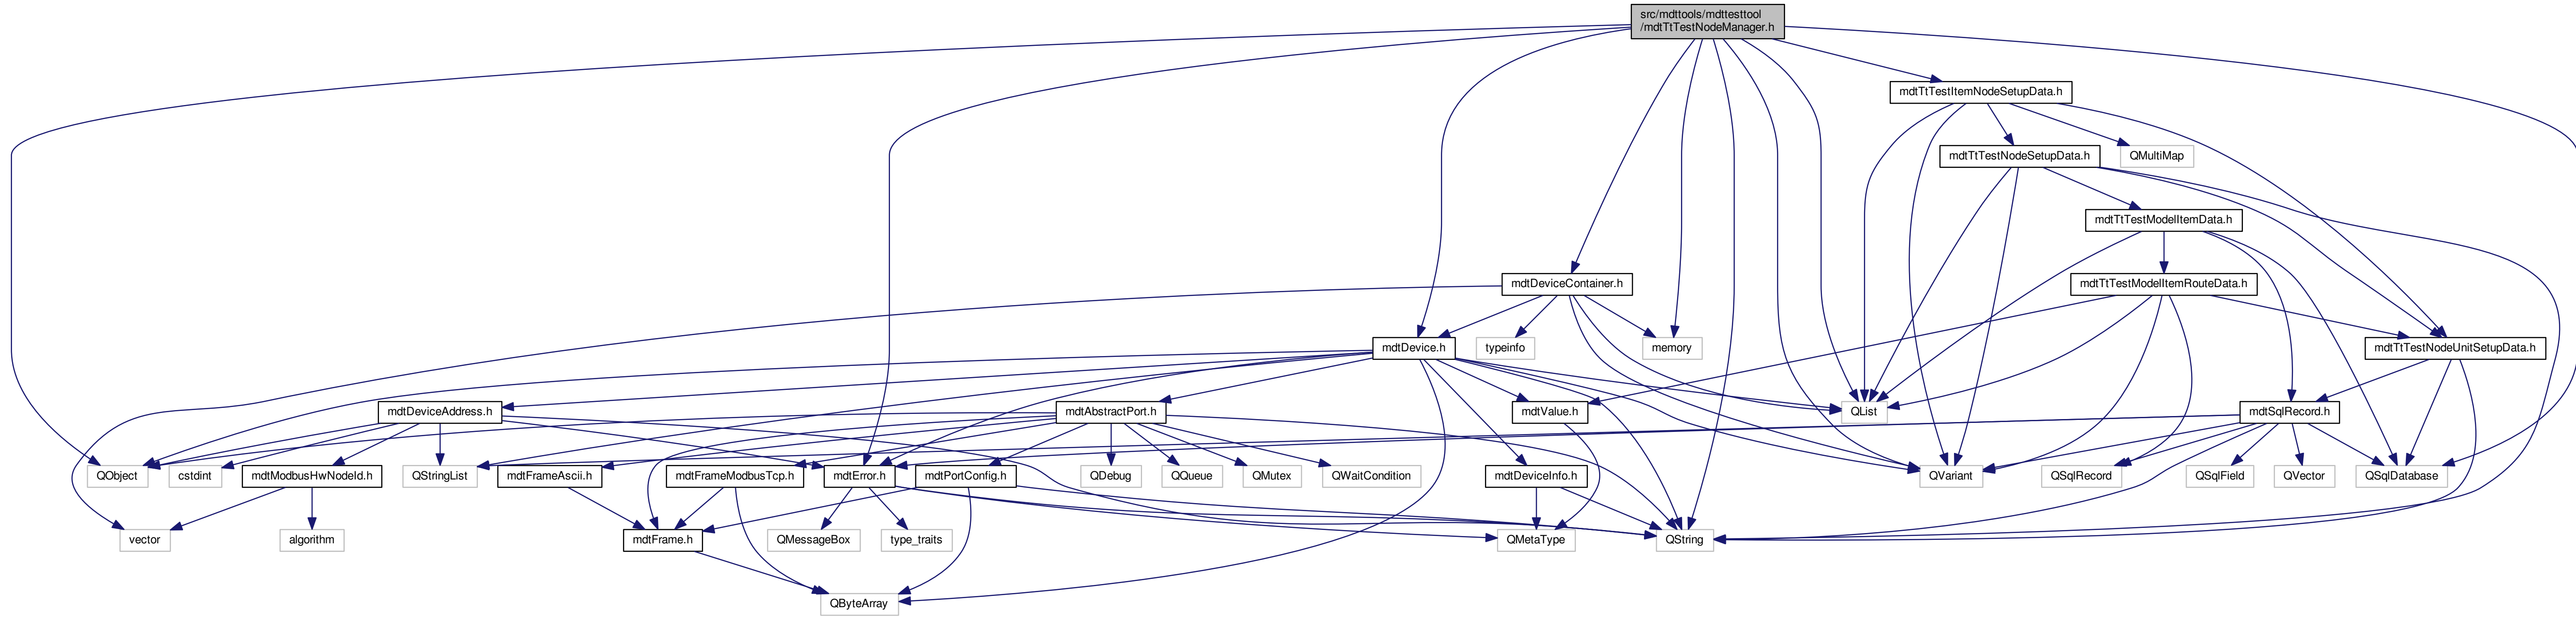 src/mdttools/mdttesttool
/mdtTtTestNodeManager.h
mdtTtTestItemNodeSetupData.h
mdtTtTestNodeSetupData.h
QMultiMap
mdtTtTestModelItemData.h
mdtDeviceContainer.h
mdtTtTestModelItemRouteData.h
mdtDevice.h
typeinfo
memory
mdtTtTestNodeUnitSetupData.h
mdtDeviceAddress.h
mdtAbstractPort.h
mdtValue.h
QList
mdtSqlRecord.h
QObject
cstdint
mdtModbusHwNodeId.h
QStringList
mdtFrameAscii.h
mdtFrameModbusTcp.h
mdtError.h
mdtPortConfig.h
QDebug
QQueue
QMutex
QWaitCondition
mdtDeviceInfo.h
QVariant
QSqlRecord
QSqlField
QVector
QSqlDatabase
vector
algorithm
mdtFrame.h
QMessageBox
type_traits
QMetaType
QString
QByteArray